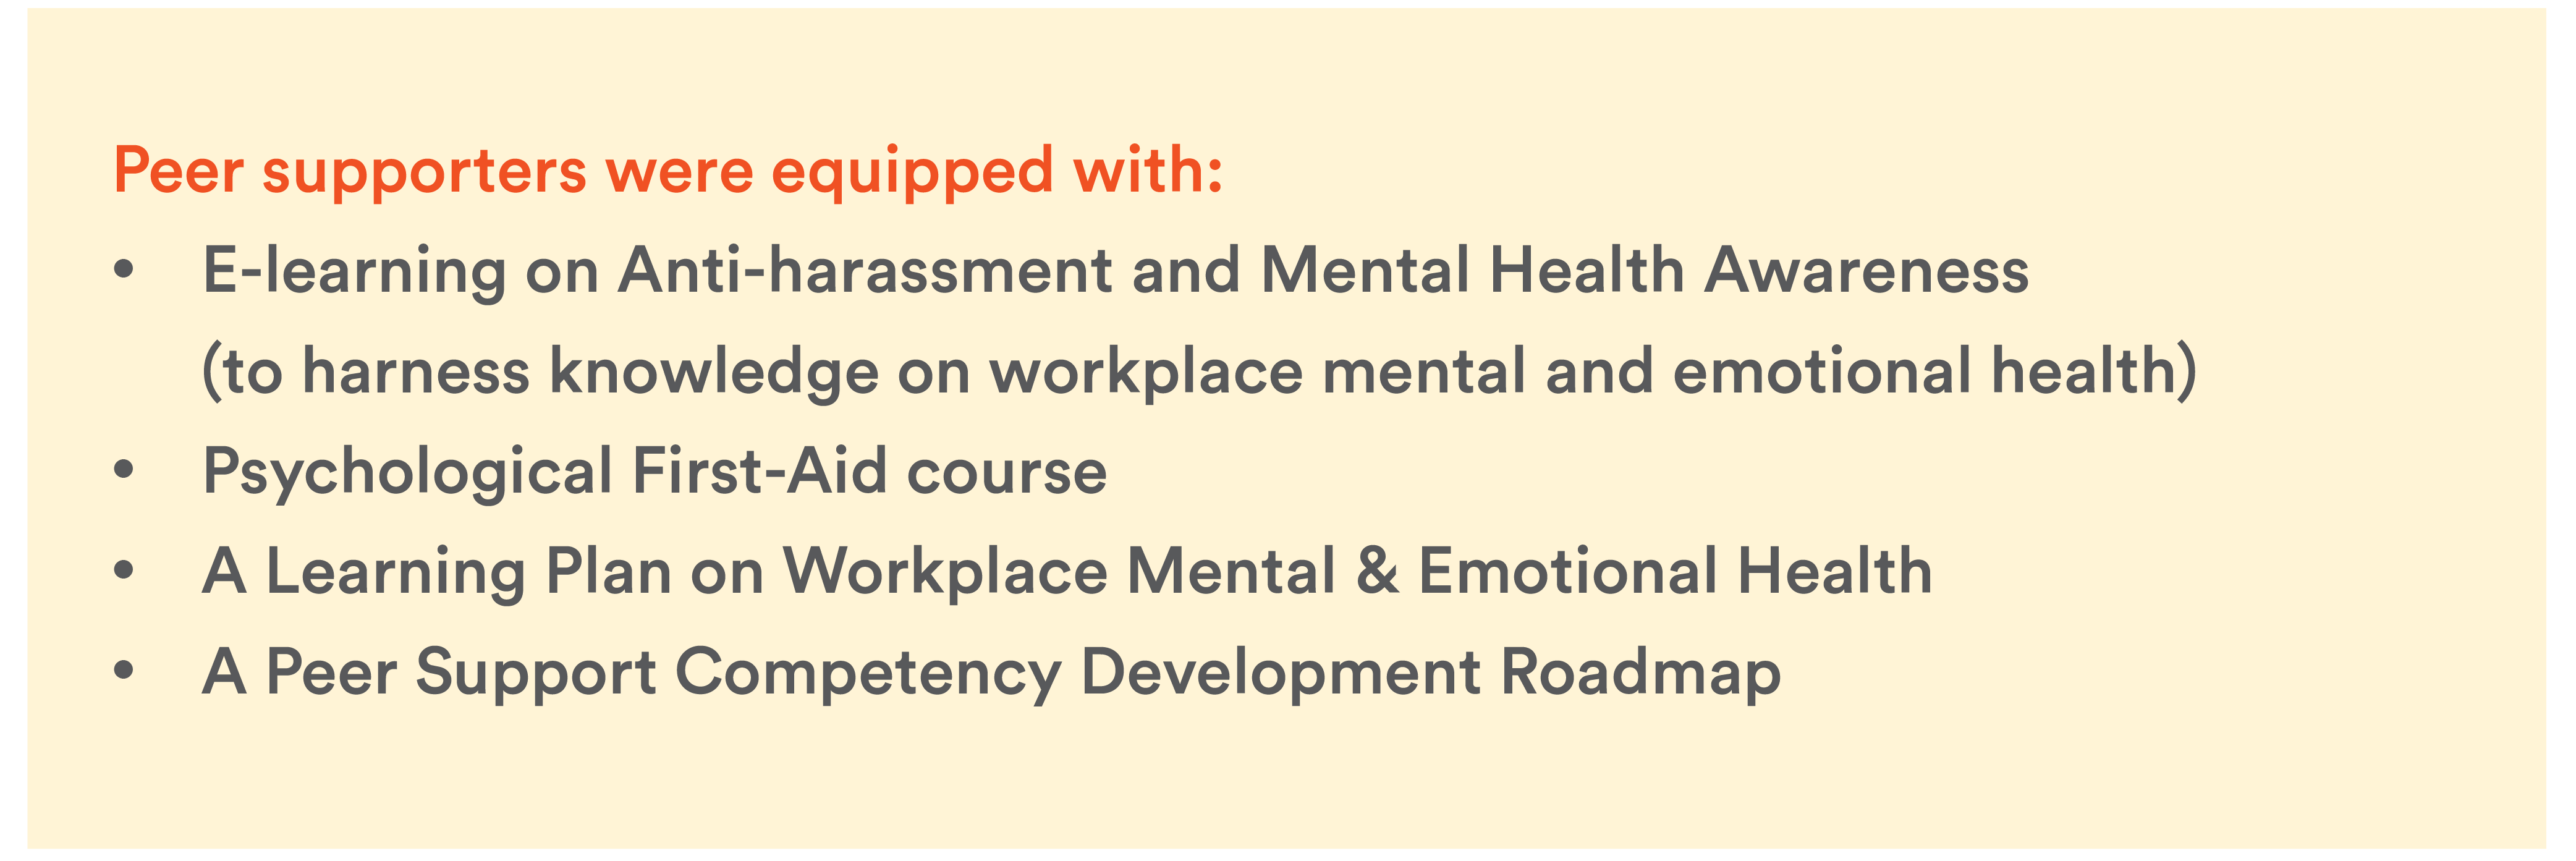 Peer supporters were equipped with:
• E-learning on Anti-harassment and Mental Health Awareness
(to harness knowledge on workplace mental and emotional health)
• Psychological First-Aid course
• A Learning Plan on Workplace Mental & Emotional Health
• A Peer Support Competency Development Roadmap